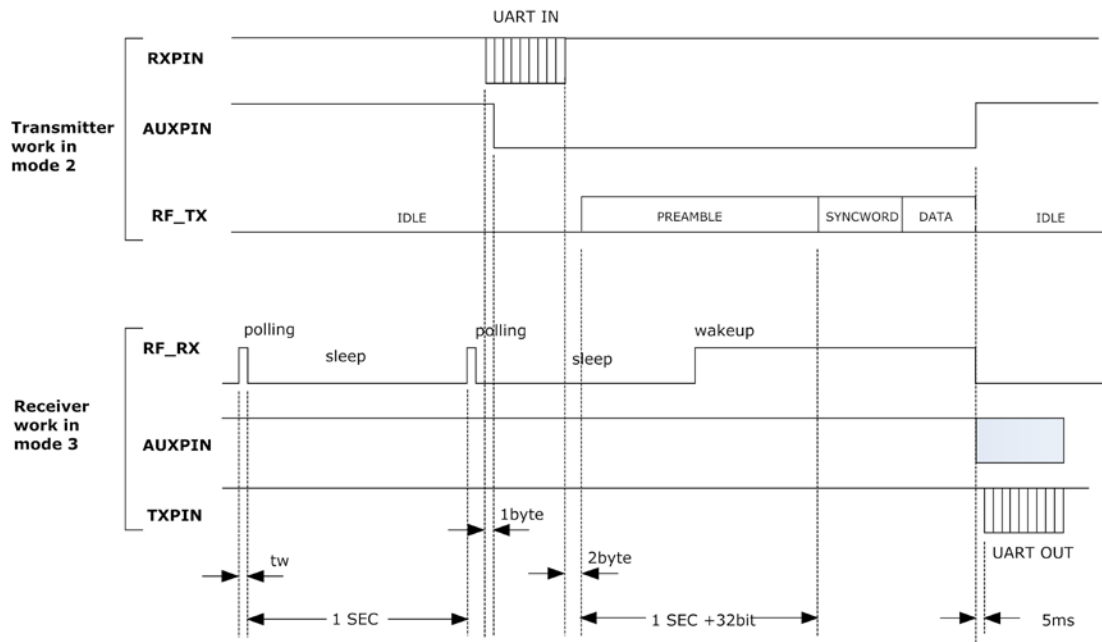 UART IN
RXPIN
Transmitter
work in
mode 2
AUXPIN
RF_TX
IDLE
PREAMBLE
SYNCWORD
DATA
IDLE
polling
polling
wakeup
RF_RX
sleep
sleep
Receiver
work in
mode 3
AUXPIN
TXPIN
1byte
UART OUT
tw
2byte
1 SEC
1 SEC +32bit
5ms